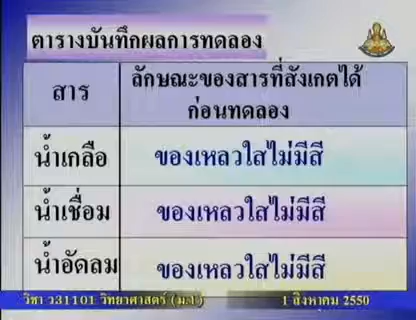 ตารางบันทึกผลการทดลอง
สาร
ลักษณะของสารที่สังเกตได้
ก่อนทดลอง
น้ำเกลือ
ของเหลวใสไม่มีสี
น้ำเชื่อม
ของเหลวใสไม่มีสี
น้ำอัดลม
ของเหลวใสไม่มีสี
วิชา ว31101 วิทยาศาสตร์ (ม.1)
1 สิงหาคม 2550